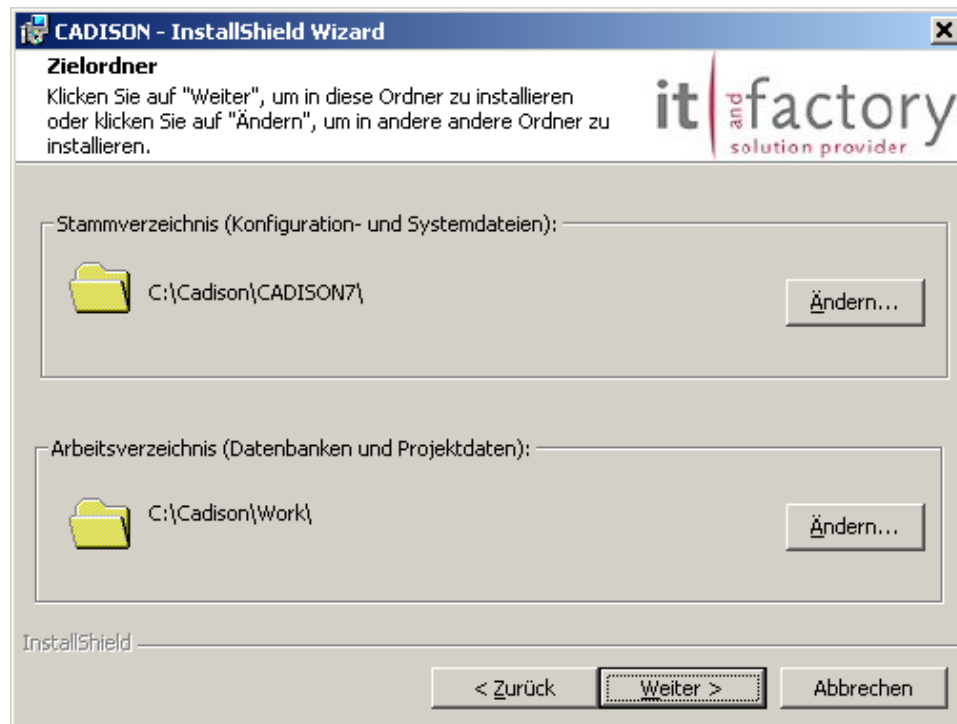 CADISON - InstallShield Wizard
Zielordner
Klicken Sie auf "Weiter", um in diese Ordner zu installieren
oder klicken Sie auf "Ändern", um in andere andere Ordner zu
installieren.
it and factory
solution provider
Stammverzeichnis (Konfiguration- und Systemdateien):
C:\Cadison\CADISON7\
Ändern...
Arbeitsverzeichnis (Datenbanken und Projektdaten):
C:\Cadison\Work\
Ändern...
InstallShield
< Zurück Weiter > Abbrechen